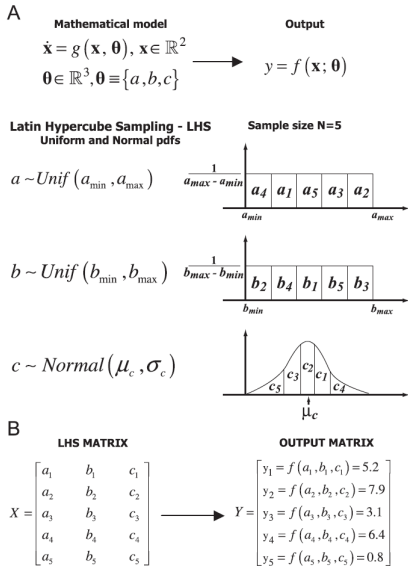 A
Mathematical model
Output
ẋ = g(x, θ), x ∈ ℝ²
θ ∈ ℝ³, θ ≡ {a, b, c}
y = f(x; θ)
Latin Hypercube Sampling - LHS
Sample size N=5
Uniform and Normal pdfs
a ~ Unif (a_min , a_max)
1
a_max - a_min
a₄ a₁ a₅ a₃ a₂
a_min
a_max
b ~ Unif (b_min , b_max)
1
b_max - b_min
b₂ b₄ b₁ b₅ b₃
b_min
b_max
c ~ Normal(μ_c , σ_c)
c₅ c₃ c₂ c₁ c₄
μ_c
B
LHS MATRIX
OUTPUT MATRIX
X =
a₁ b₁ c₁
a₂ b₂ c₂
a₃ b₃ c₃
a₄ b₄ c₄
a₅ b₅ c₅
Y =
y₁ = f(a₁, b₁, c₁) = 5.2
y₂ = f(a₂, b₂, c₂) = 7.9
y₃ = f(a₃, b₃, c₃) = 3.1
y₄ = f(a₄, b₄, c₄) = 6.4
y₅ = f(a₅, b₅, c₅) = 0.8